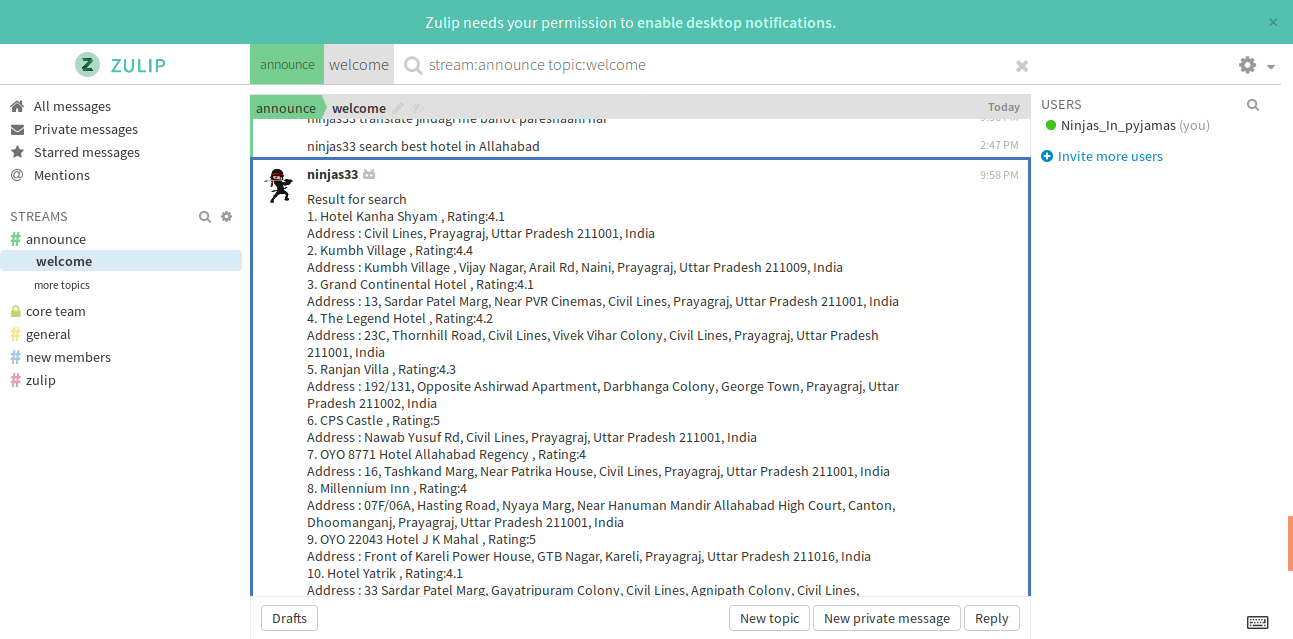 Zulip needs your permission to enable desktop notifications. ×
ZULIP
announce welcome stream:announce topic:welcome
All messages
Private messages
Starred messages
Mentions
STREAMS
# announce
welcome
more topics
core team
# general
# new members
# zulip
announce welcome Today
ninjas33 translate jindagi me bahot pareshaani hai
ninjas33 search best hotel in Allahabad 2:47 PM
ninjas33 9:58 PM
Result for search
1. Hotel Kanha Shyam , Rating:4.1
Address : Civil Lines, Prayagraj, Uttar Pradesh 211001, India
2. Kumbh Village , Rating:4.4
Address : Kumbh Village , Vijay Nagar, Arail Rd, Naini, Prayagraj, Uttar Pradesh 211009, India
3. Grand Continental Hotel , Rating:4.1
Address : 13, Sardar Patel Marg, Near PVR Cinemas, Civil Lines, Prayagraj, Uttar Pradesh 211001, India
4. The Legend Hotel , Rating:4.2
Address : 23C, Thornhill Road, Civil Lines, Vivek Vihar Colony, Civil Lines, Prayagraj, Uttar Pradesh
211001, India
5. Ranjan Villa , Rating:4.3
Address : 192/131, Opposite Ashirwad Apartment, Darbhanga Colony, George Town, Prayagraj, Uttar
Pradesh 211002, India
6. CPS Castle , Rating:5
Address : Nawab Yusuf Rd, Civil Lines, Prayagraj, Uttar Pradesh 211001, India
7. OYO 8771 Hotel Allahabad Regency , Rating:4
Address : 16, Tashkand Marg, Near Patrika House, Civil Lines, Prayagraj, Uttar Pradesh 211001, India
8. Millennium Inn , Rating:4
Address : 07F/06A, Hasting Road, Nyaya Marg, Near Hanuman Mandir Allahabad High Court, Canton,
Dhoomanganj, Prayagraj, Uttar Pradesh 211001, India
9. OYO 22043 Hotel J K Mahal , Rating:5
Address : Front of Kareli Power House, GTB Nagar, Kareli, Prayagraj, Uttar Pradesh 211016, India
10. Hotel Yatrik , Rating:4.1
Address : 33 Sardar Patel Marg, Gayatripuram Colony, Civil Lines, Agnipath Colony, Civil Lines,
Drafts New topic New private message Reply
USERS
Ninjas_In_pyjamas (you)
Invite more users